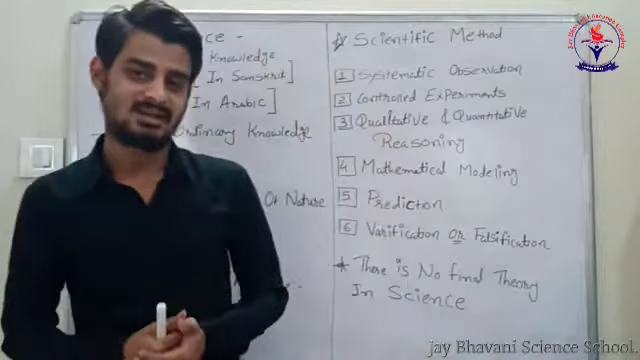 ce -
Knowledge
[In Sanskrit]
[In Arabic]
Ordinary Knowledge
Of Nature
☆ Scientific Method
1 Systematic Observation
2 Controlled Experiments
3 Qualitative & Quantitative
Reasoning
4 Mathematical Modeling
5 Prediction
6 Varification or Falsification
* There is No final Theory
In Science
jay Bhavani Science School.